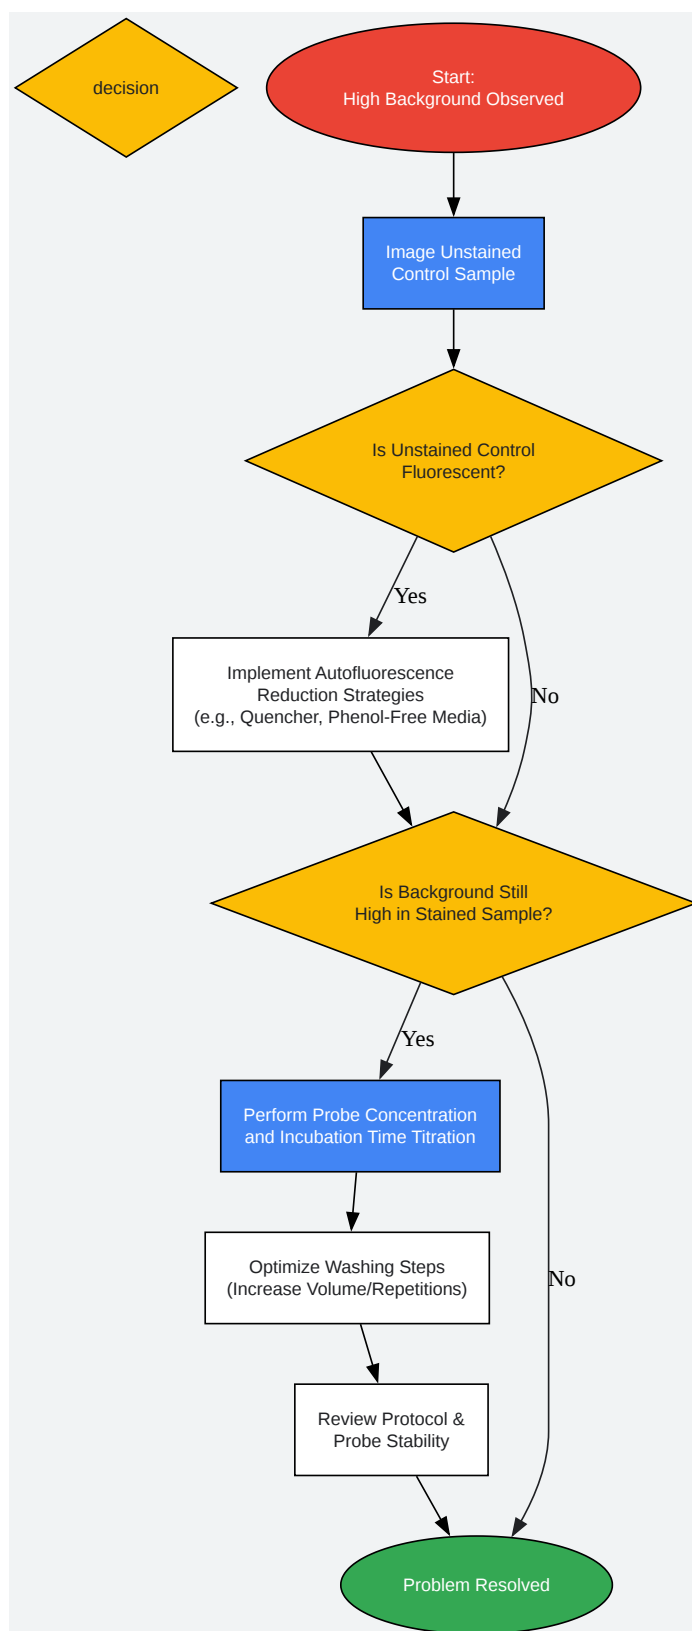 decision
Start:
High Background Observed
Image Unstained
Control Sample
Is Unstained Control
Fluorescent?
Yes
Implement Autofluorescence
Reduction Strategies
(e.g., Quencher, Phenol-Free Media)
No
Is Background Still
High in Stained Sample?
Yes
Perform Probe Concentration
and Incubation Time Titration
Optimize Washing Steps
(Increase Volume/Repetitions)
No
Review Protocol &
Probe Stability
Problem Resolved